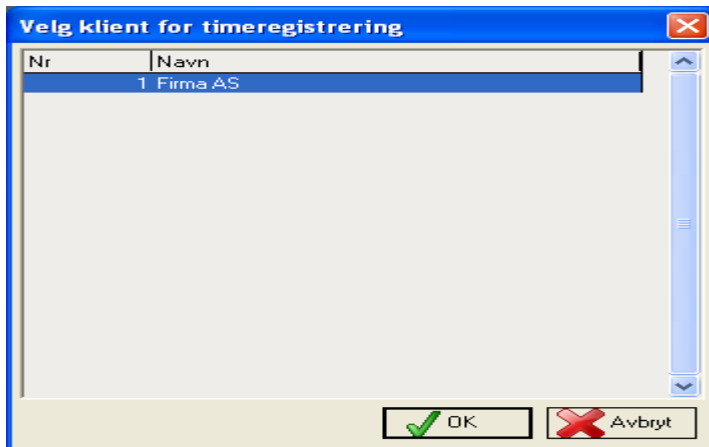 Velg klient for timeregistrering
Nr Navn
1 Firma AS
OK Avbryt